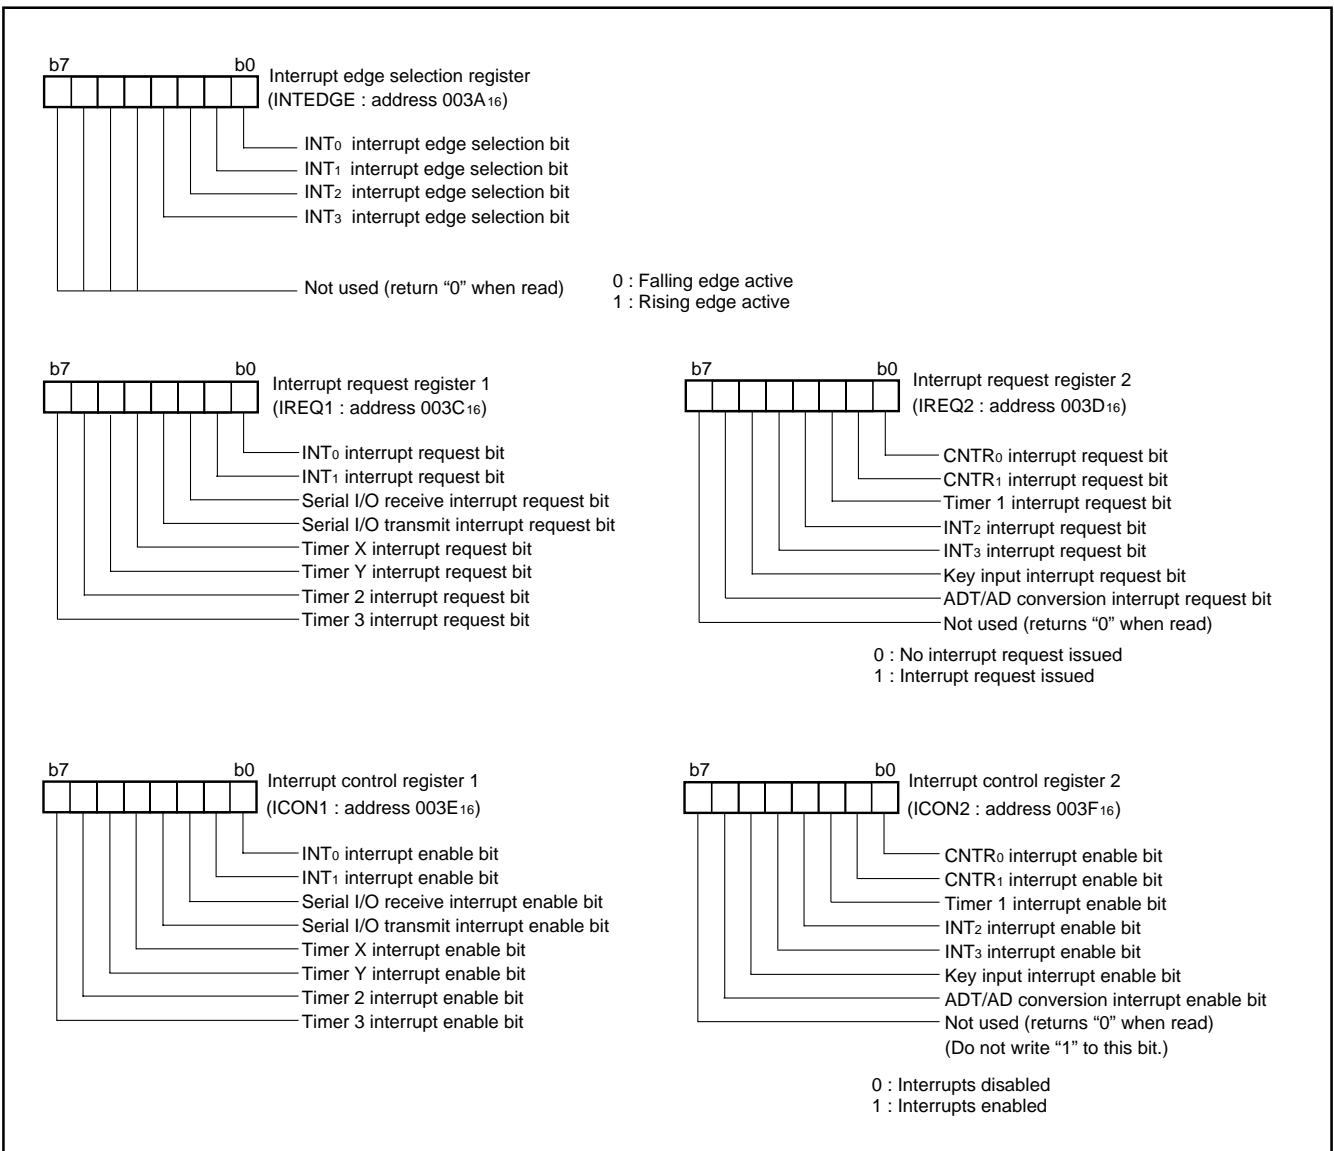 b7 b0
Interrupt edge selection register
(INTEDGE : address 003A16)
INT0 interrupt edge selection bit
INT1 interrupt edge selection bit
INT2 interrupt edge selection bit
INT3 interrupt edge selection bit
Not used (return “0” when read)
0 : Falling edge active
1 : Rising edge active
b7 b0
Interrupt request register 1
(IREQ1 : address 003C16)
INT0 interrupt request bit
INT1 interrupt request bit
Serial I/O receive interrupt request bit
Serial I/O transmit interrupt request bit
Timer X interrupt request bit
Timer Y interrupt request bit
Timer 2 interrupt request bit
Timer 3 interrupt request bit
b7 b0
Interrupt request register 2
(IREQ2 : address 003D16)
CNTR0 interrupt request bit
CNTR1 interrupt request bit
Timer 1 interrupt request bit
INT2 interrupt request bit
INT3 interrupt request bit
Key input interrupt request bit
ADT/AD conversion interrupt request bit
Not used (returns “0” when read)
0 : No interrupt request issued
1 : Interrupt request issued
b7 b0
Interrupt control register 1
(ICON1 : address 003E16)
INT0 interrupt enable bit
INT1 interrupt enable bit
Serial I/O receive interrupt enable bit
Serial I/O transmit interrupt enable bit
Timer X interrupt enable bit
Timer Y interrupt enable bit
Timer 2 interrupt enable bit
Timer 3 interrupt enable bit
b7 b0
Interrupt control register 2
(ICON2 : address 003F16)
CNTR0 interrupt enable bit
CNTR1 interrupt enable bit
Timer 1 interrupt enable bit
INT2 interrupt enable bit
INT3 interrupt enable bit
Key input interrupt enable bit
ADT/AD conversion interrupt enable bit
Not used (returns “0” when read)
(Do not write “1” to this bit.)
0 : Interrupts disabled
1 : Interrupts enabled